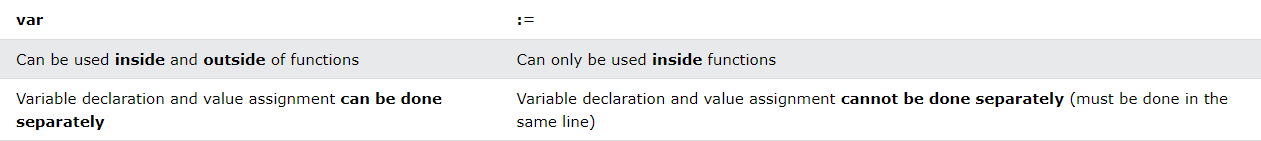 var :=
Can be used inside and outside of functions Can only be used inside functions
Variable declaration and value assignment can be done
separately
Variable declaration and value assignment cannot be done separately (must be done in the
same line)